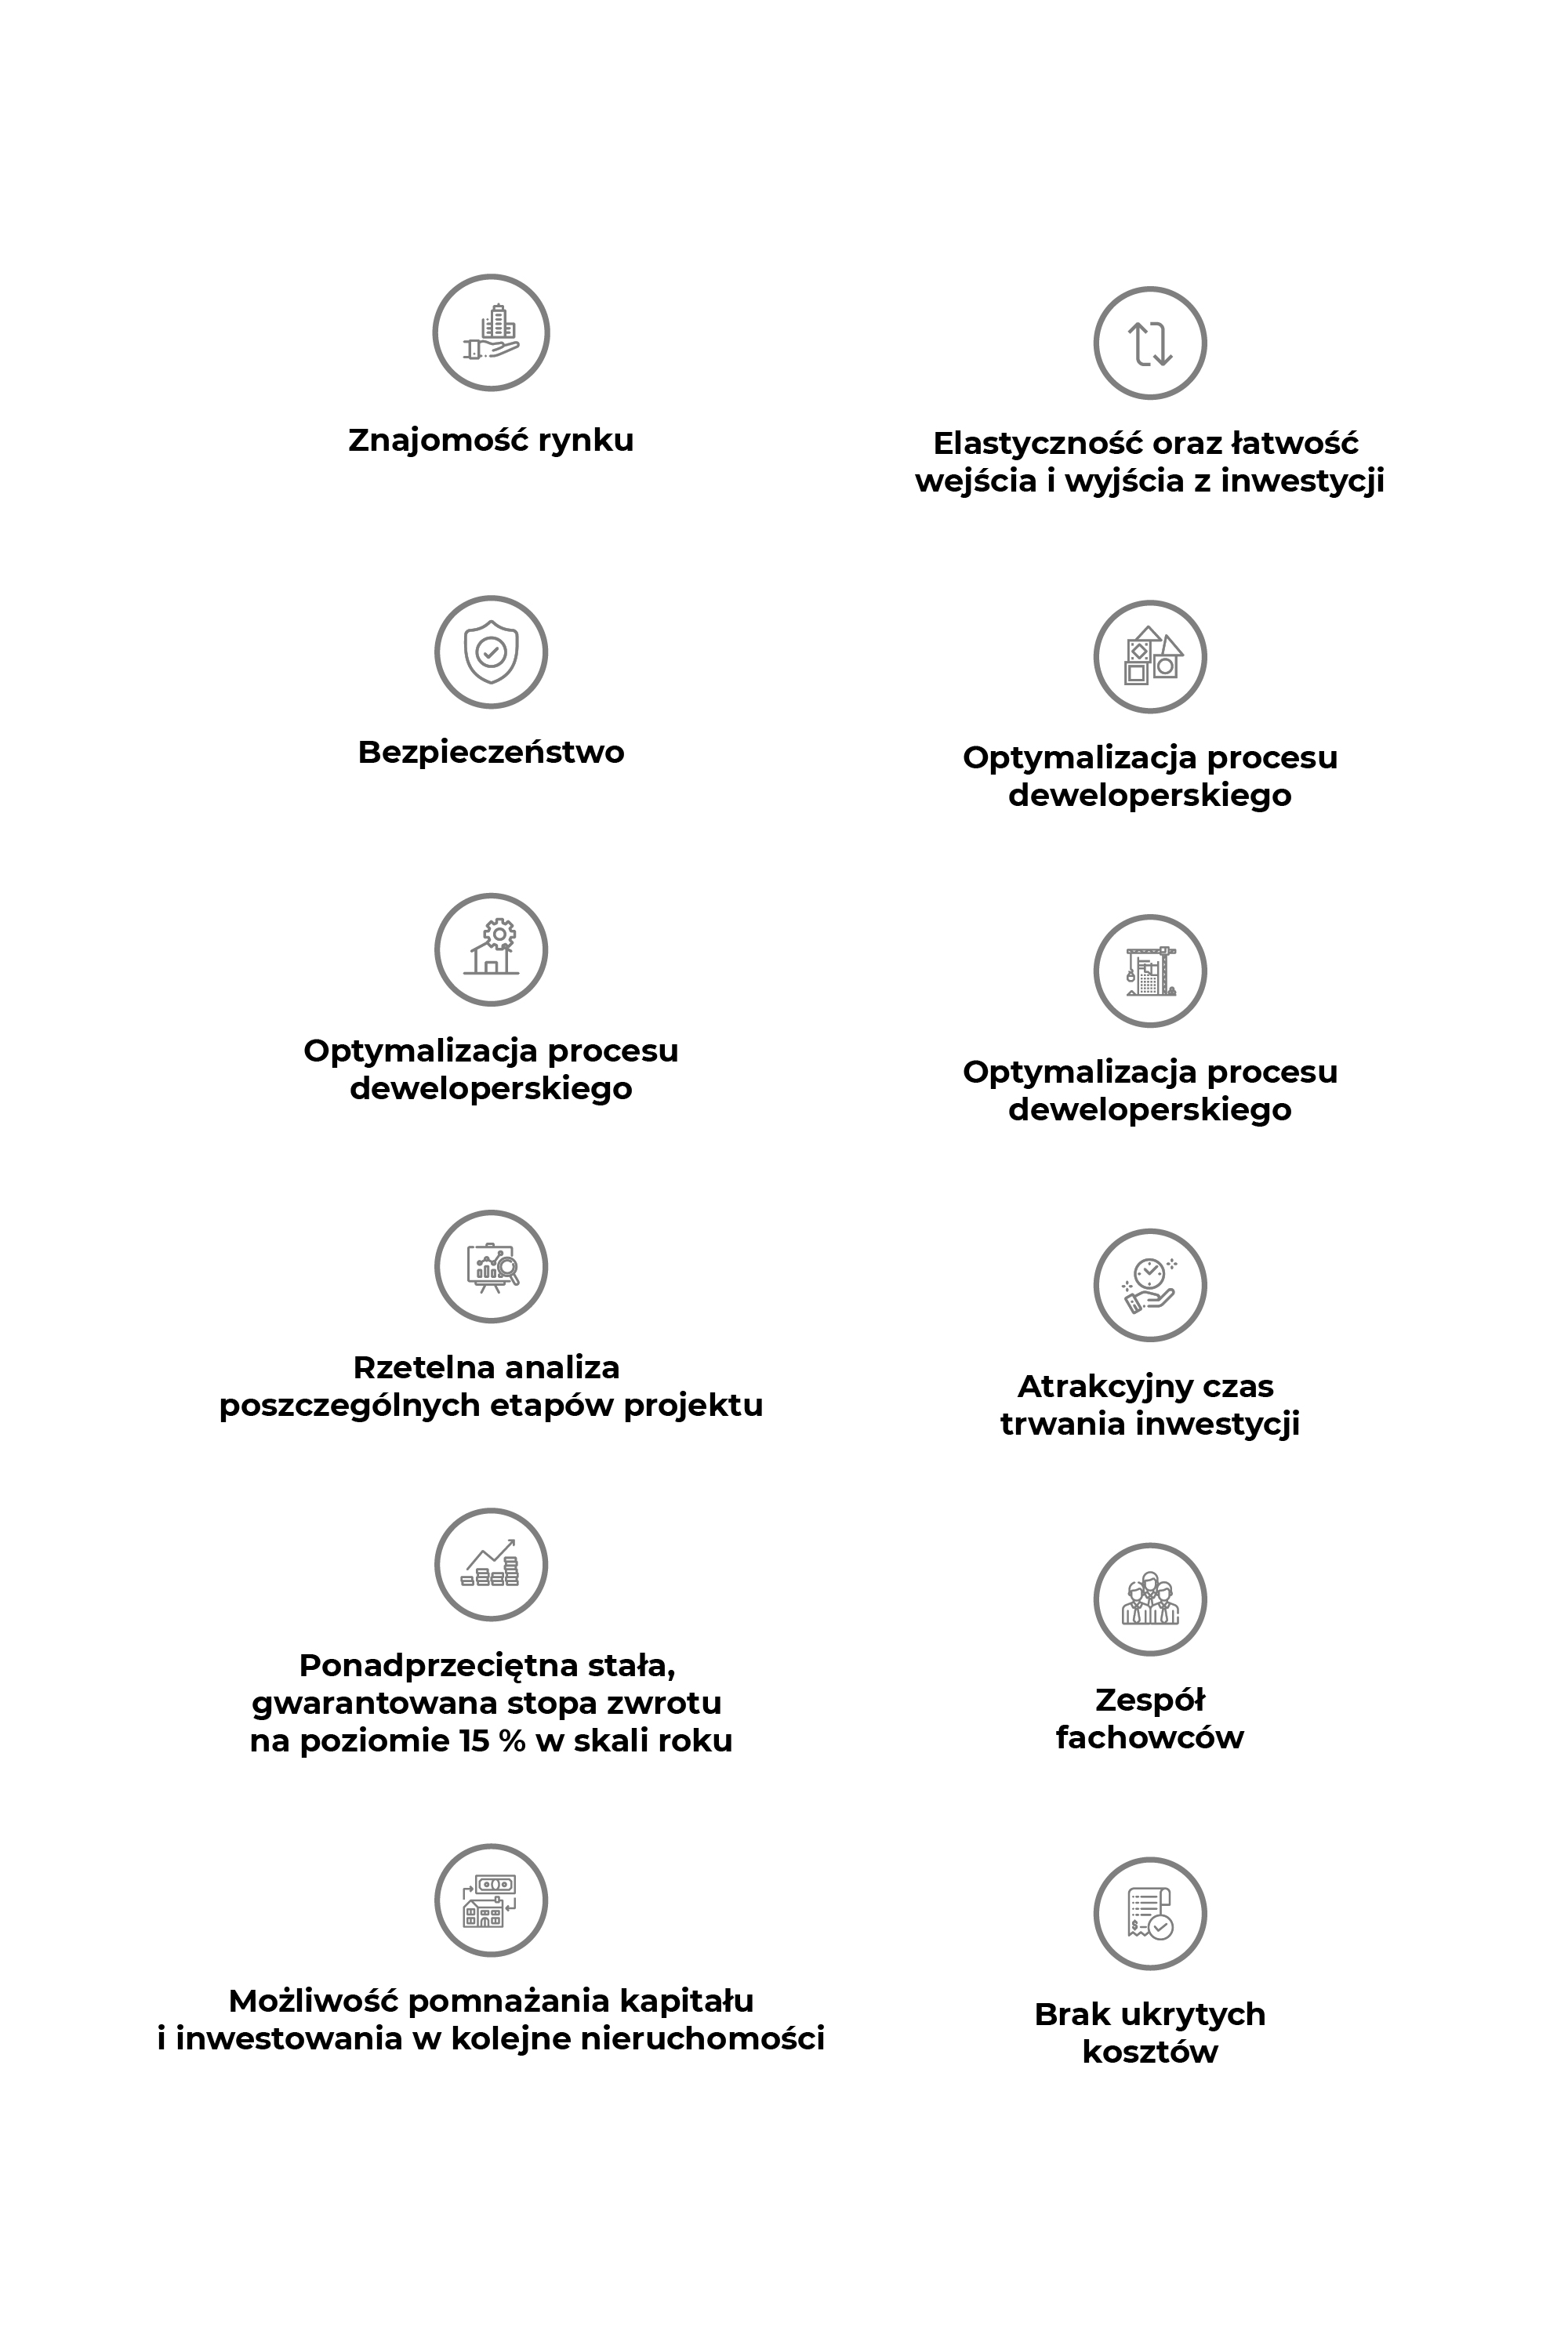 Znajomość rynku
Elastyczność oraz łatwość
wejścia i wyjścia z inwestycji
Bezpieczeństwo
Optymalizacja procesu
deweloperskiego
Optymalizacja procesu
deweloperskiego
Optymalizacja procesu
deweloperskiego
Rzetelna analiza
poszczególnych etapów projektu
Atrakcyjny czas
trwania inwestycji
Ponadprzeciętna stała,
gwarantowana stopa zwrotu
na poziomie 15 % w skali roku
Zespół
fachowców
Możliwość pomnażania kapitału
i inwestowania w kolejne nieruchomości
Brak ukrytych
kosztów